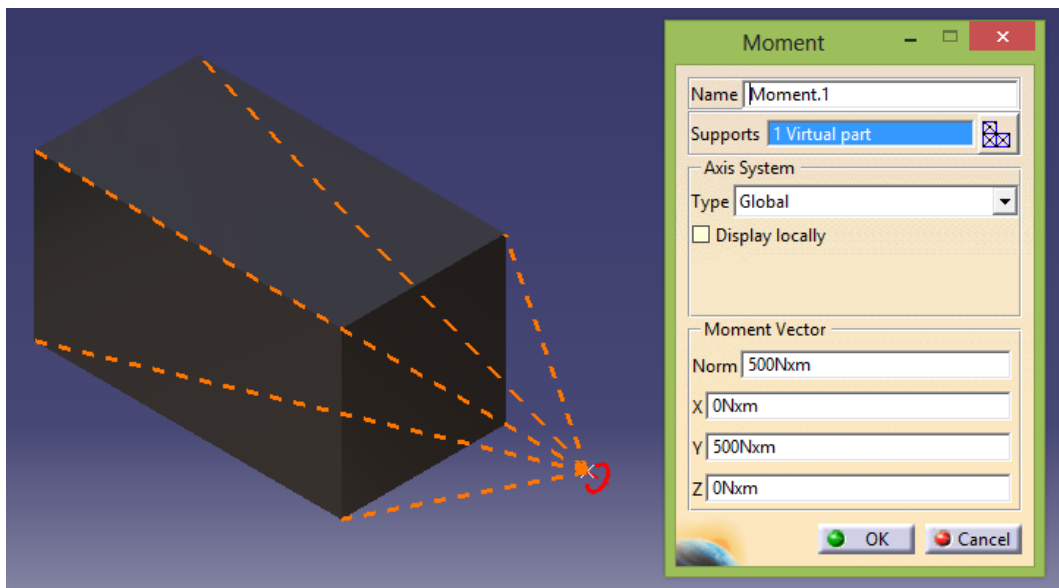 Moment
Name Moment.1
Supports 1 Virtual part
Axis System
Type Global
Display locally
Moment Vector
Norm 500Nxm
X 0Nxm
Y 500Nxm
Z 0Nxm
OK Cancel